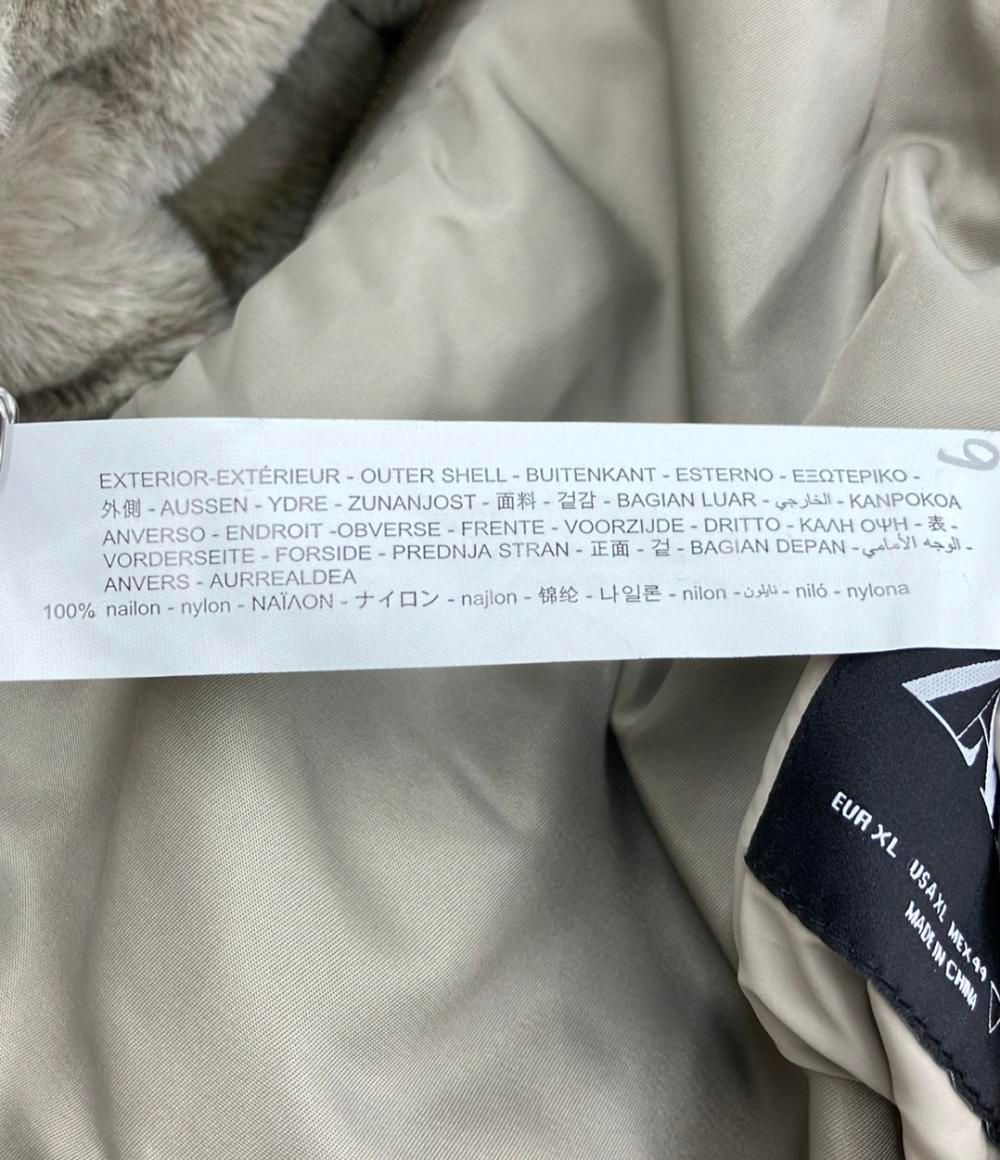 EXTERIOR-EXTÉRIEUR - OUTER SHELL - BUITENKANT - ESTERNO - ΕΞΩΤΕΡΙΚΟ -
外側 - AUSSEN - YDRE - ZUNANJOST - 面料 - 겉감 - BAGIAN LUAR - الخارجي - KANPOKOA
ANVERSO - ENDROIT -OBVERSE - FRENTE - VOORZIJDE - DRITTO - ΚΑΛΗ ΟΨΗ - 表 -
VORDERSEITE - FORSIDE - PREDNJA STRAN - 正面 - 겉 - BAGIAN DEPAN - الوجه الأمامي -
ANVERS - AURREALDEA
100% nailon - nylon - ΝΑΪΛΟΝ - ナイロン - najlon - 锦纶 - 나일론 - nilon - نايلون - niló - nylona
6
EUR XL USA XL MEX 44
MADE IN CHINA